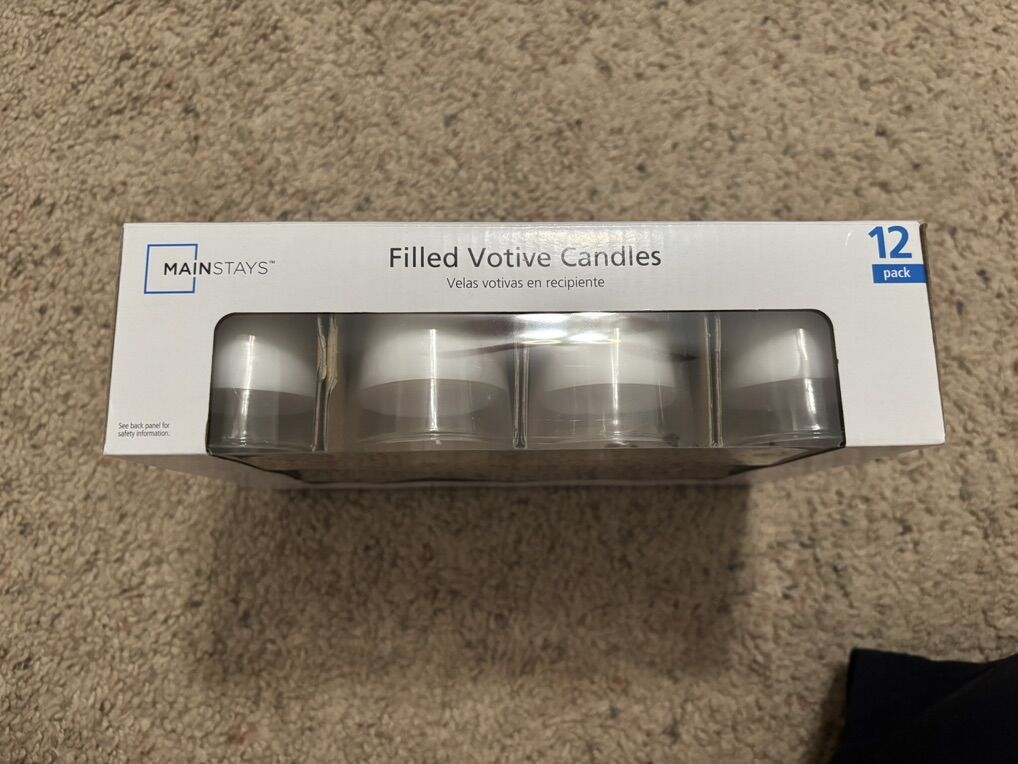 MAINSTAYS™
Filled Votive Candles
Velas votivas en recipiente
12
pack
See back panel for
safety information.